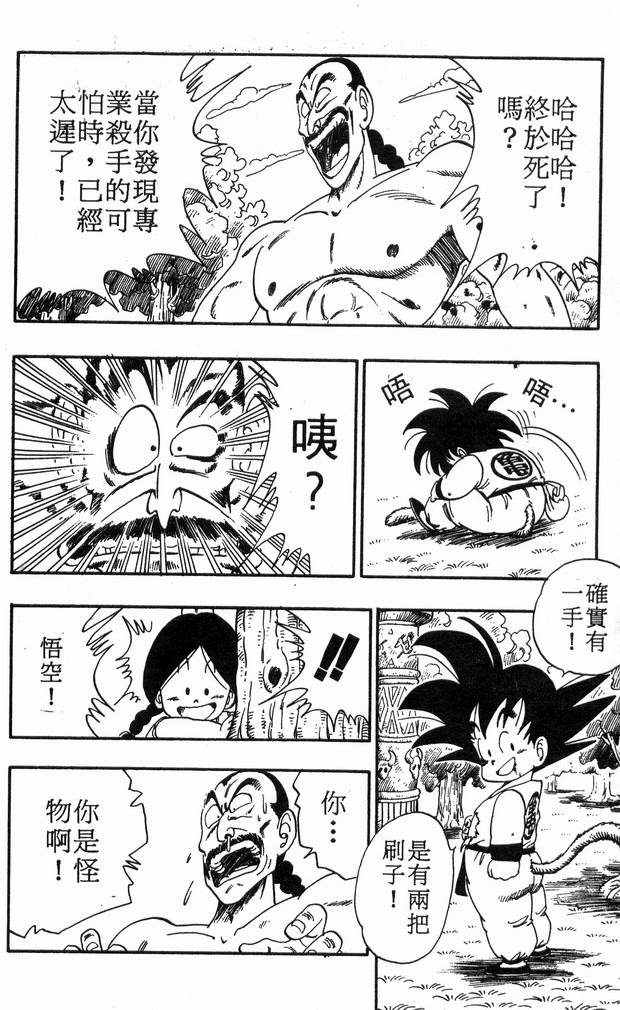 哈哈哈！
終於死了
嗎？
當你發現專
業殺手的可
怕時，已經
太遲了！
唔
唔…
龜
咦？
確實有
一手！
是有兩把
刷子！
!!
悟空！
你…
你是怪
物啊！